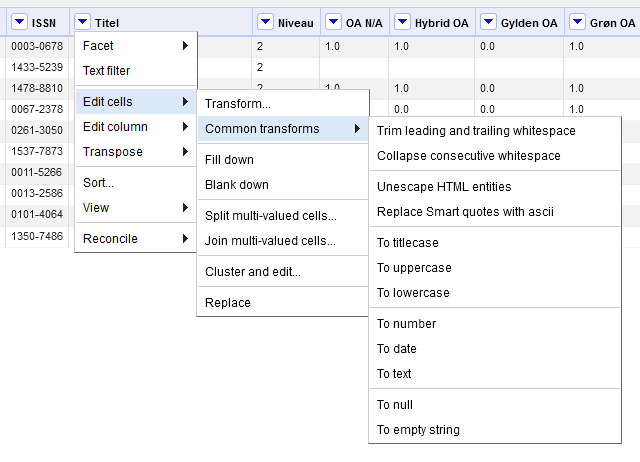 ISSN Titel Niveau OA N/A Hybrid OA Gylden OA Grøn OA
0003-0678 2 1.0 1.0 0.0 1.0
1433-5239 2
1478-8810 2 1.0 1.0 0.0 1.0
0067-2378 0.0 0.0 1.0
0261-3050
1537-7873
0011-5266
0013-2586
0101-4064
1350-7486
Facet
Text filter
Edit cells
Edit column
Transpose
Sort...
View
Reconcile
Transform...
Common transforms
Fill down
Blank down
Split multi-valued cells...
Join multi-valued cells...
Cluster and edit...
Replace
Trim leading and trailing whitespace
Collapse consecutive whitespace
Unescape HTML entities
Replace Smart quotes with ascii
To titlecase
To uppercase
To lowercase
To number
To date
To text
To null
To empty string